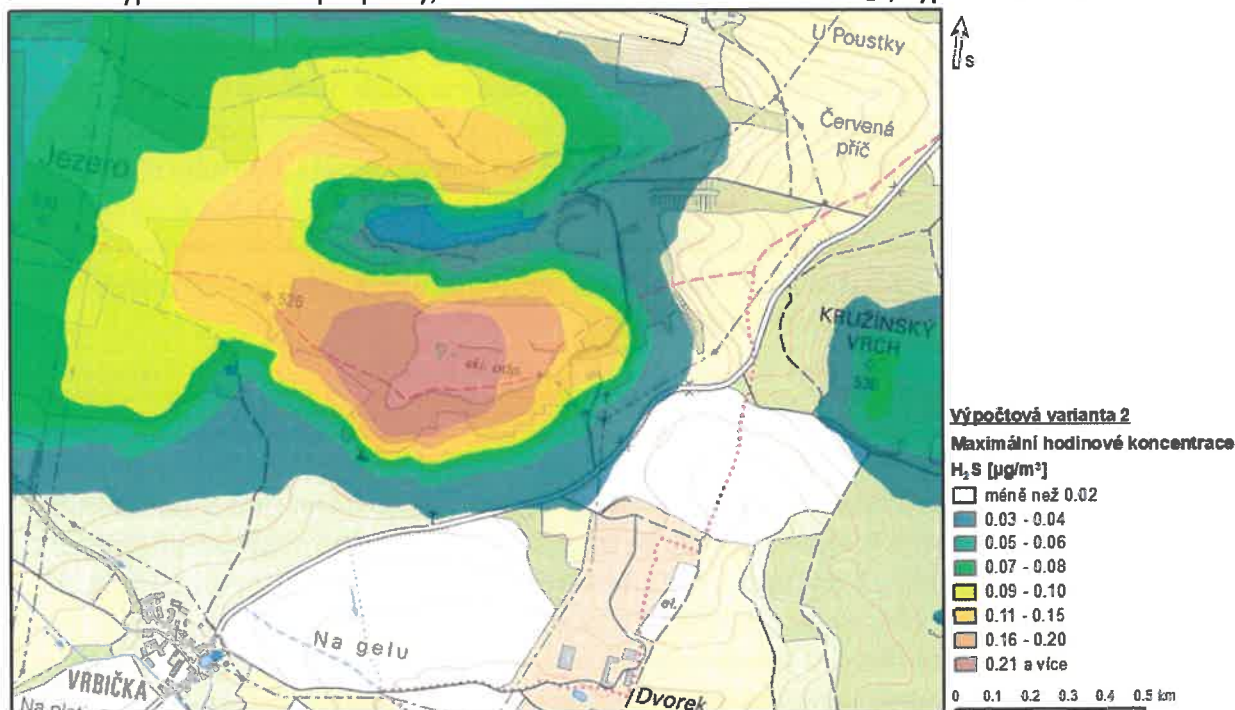 S
U Poustky
Červená
příč
Jezero
526
KRUŽÍNSKÝ
VRCH
536
Na gelu
VRBIČKA
Dvorek
Výpočtová varianta 2
Maximální hodinové koncentrace
H₂S [µg/m³]
méně než 0.02
0.03 - 0.04
0.05 - 0.06
0.07 - 0.08
0.09 - 0.10
0.11 - 0.15
0.16 - 0.20
0.21 a více
0 0.1 0.2 0.3 0.4 0.5 km